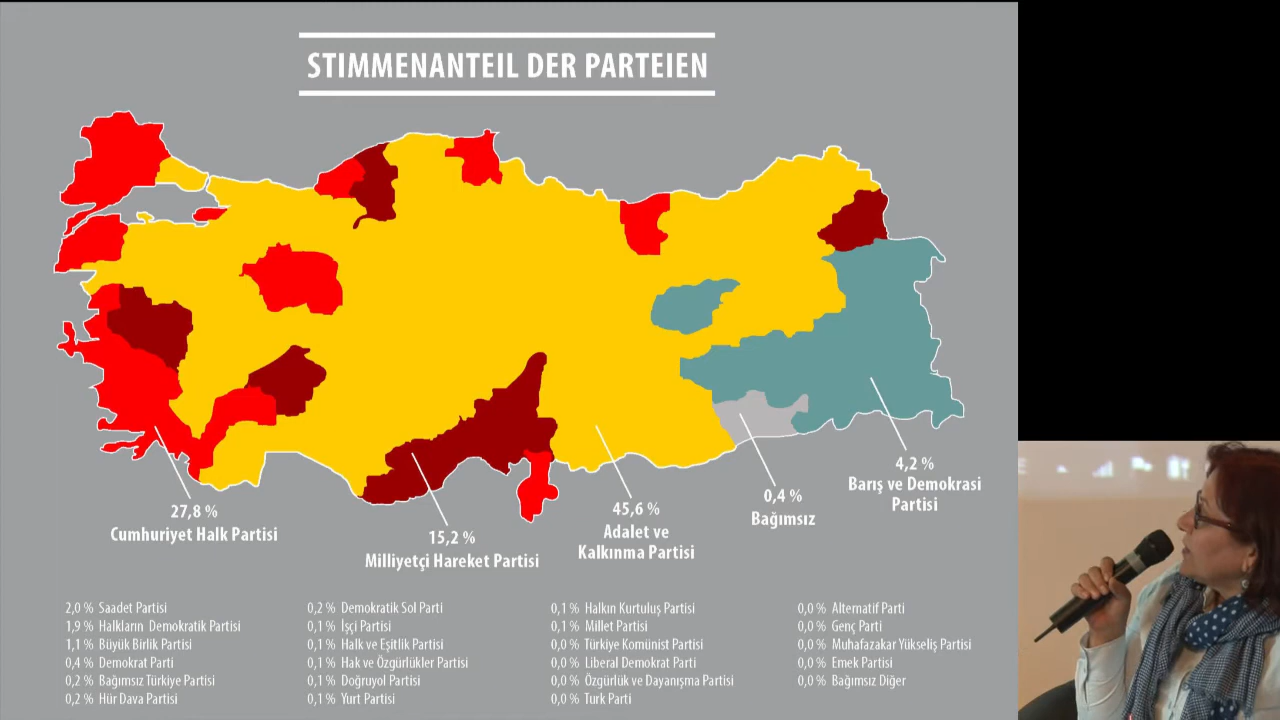 STIMMENANTEIL DER PARTEIEN
27,8 %
Cumhuriyet Halk Partisi
15,2 %
Milliyetçi Hareket Partisi
45,6 %
Adalet ve
Kalkınma Partisi
0,4 %
Bağımsız
4,2 %
Barış ve Demokrasi
Partisi
2,0 % Saadet Partisi
1,9 % Halkların Demokratik Partisi
1,1 % Büyük Birlik Partisi
0,4 % Demokrat Parti
0,2 % Bağımsız Türkiye Partisi
0,2 % Hür Dava Partisi
0,2 % Demokratik Sol Parti
0,1 % İşçi Partisi
0,1 % Halk ve Eşitlik Partisi
0,1 % Hak ve Özgürlükler Partisi
0,1 % Doğruyol Partisi
0,1 % Yurt Partisi
0,1 % Halkın Kurtuluş Partisi
0,1 % Millet Partisi
0,0 % Türkiye Komünist Partisi
0,0 % Liberal Demokrat Parti
0,0 % Özgürlük ve Dayanışma Partisi
0,0 % Turk Parti
0,0 % Alternatif Parti
0,0 % Genç Parti
0,0 % Muhafazakar Yükseliş Partisi
0,0 % Emek Partisi
0,0 % Bağımsız Diğer